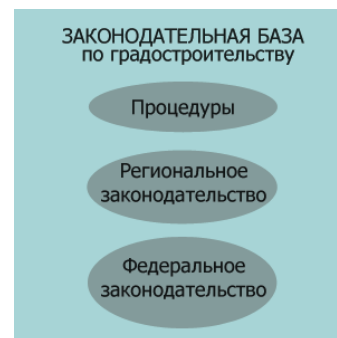 ЗАКОНОДАТЕЛЬНАЯ БАЗА
по градостроительству
Процедуры
Региональное
законодательство
Федеральное
законодательство